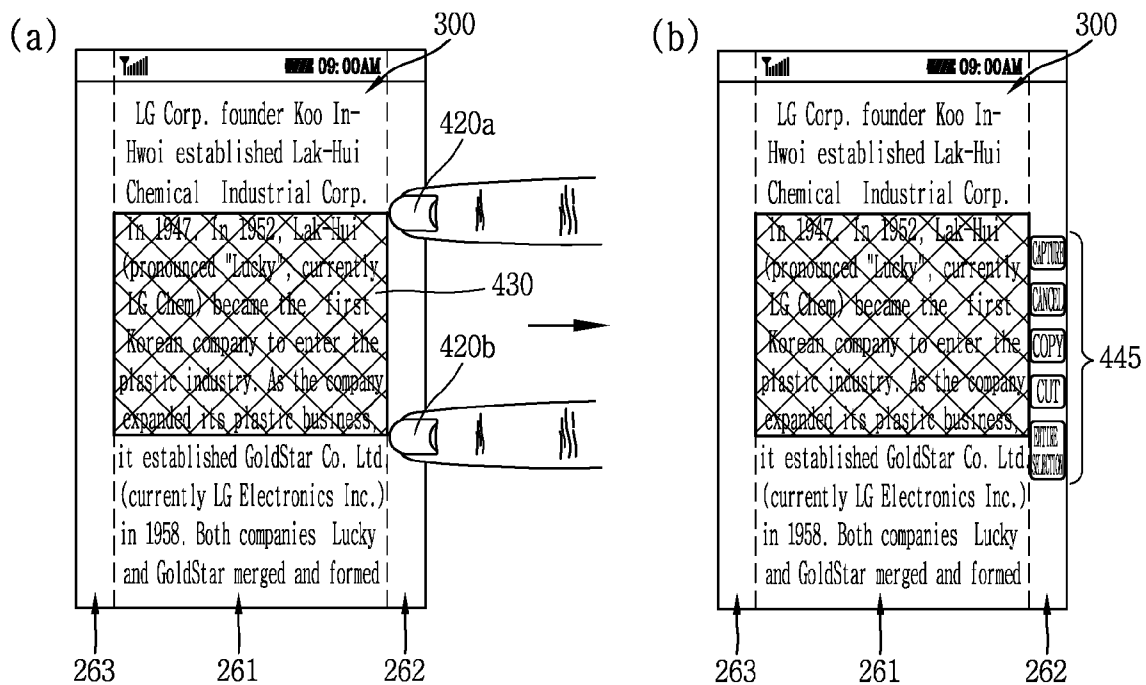 (a)
300
09:00AM
LG Corp. founder Koo In-
Hwoi established Lak-Hui
Chemical Industrial Corp.
In 1947. In 1952, Lak-Hui
(pronounced "Lucky", currently
LG Chem) became the first
Korean company to enter the
plastic industry. As the company
expanded its plastic business,
it established GoldStar Co. Ltd
(currently LG Electronics Inc.)
in 1958. Both companies Lucky
and GoldStar merged and formed
420a
430
420b
263
261
262
(b)
300
09:00AM
LG Corp. founder Koo In-
Hwoi established Lak-Hui
Chemical Industrial Corp.
In 1947. In 1952, Lak-Hui
(pronounced "Lucky", currently
LG Chem) became the first
Korean company to enter the
plastic industry. As the company
expanded its plastic business,
it established GoldStar Co. Ltd.
(currently LG Electronics Inc.)
in 1958. Both companies Lucky
and GoldStar merged and formed
CAPTURE
CANCEL
COPY
CUT
ENTIRE
SELECTION
445
263
261
262